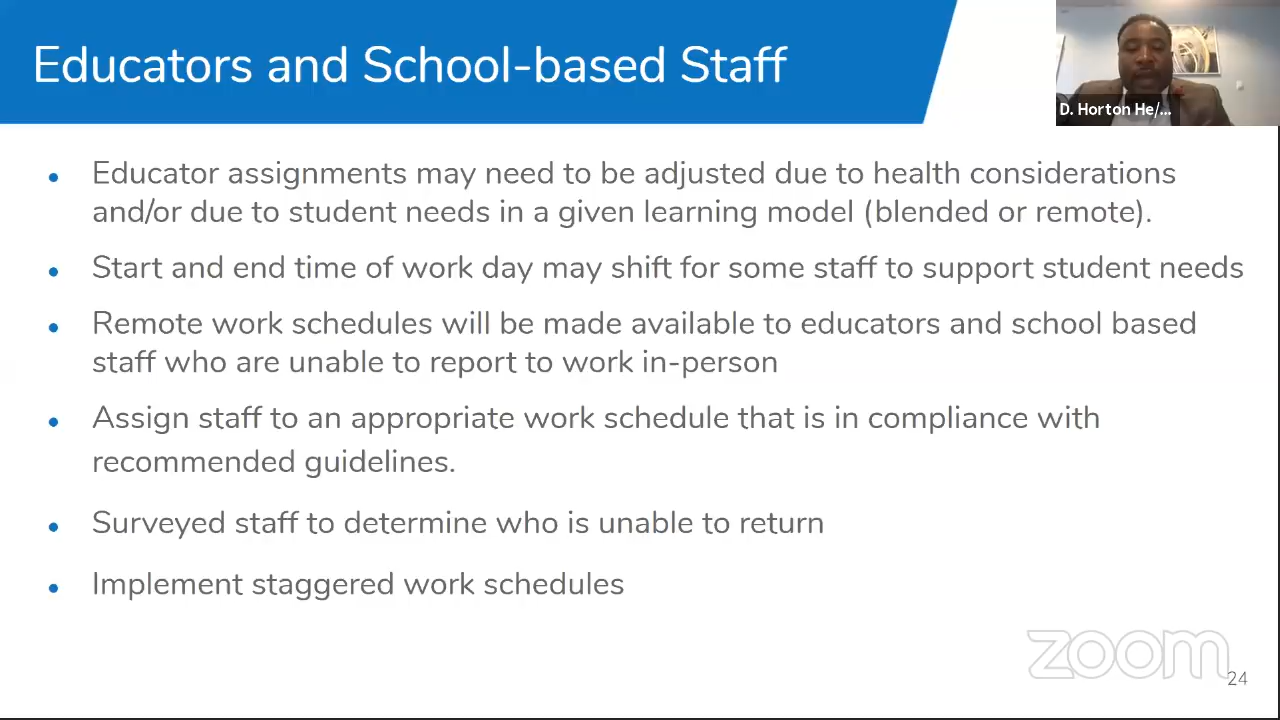 Educators and School-based Staff
D. Horton He/...
Educator assignments may need to be adjusted due to health considerations
and/or due to student needs in a given learning model (blended or remote).
Start and end time of work day may shift for some staff to support student needs
Remote work schedules will be made available to educators and school based
staff who are unable to report to work in-person
Assign staff to an appropriate work schedule that is in compliance with
recommended guidelines.
Surveyed staff to determine who is unable to return
Implement staggered work schedules
zoom
24